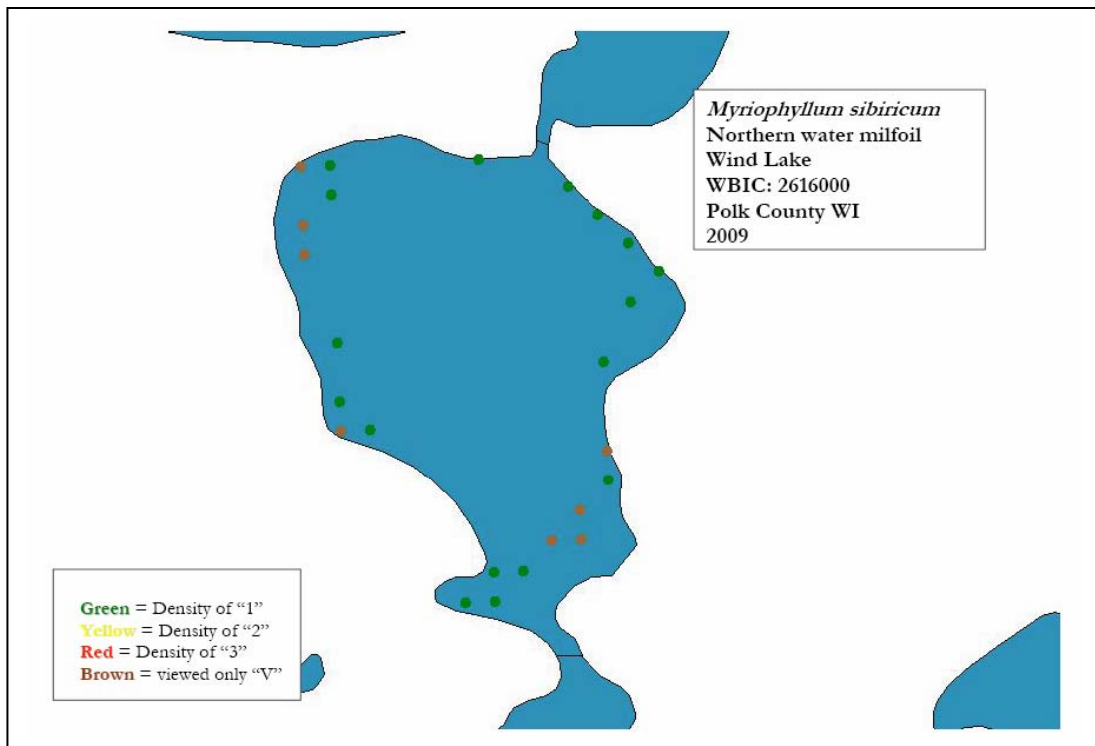 Myriophyllum sibiricum
Northern water milfoil
Wind Lake
WBIC: 2616000
Polk County WI
2009
Green = Density of “1”
Yellow = Density of “2”
Red = Density of “3”
Brown = viewed only “V”